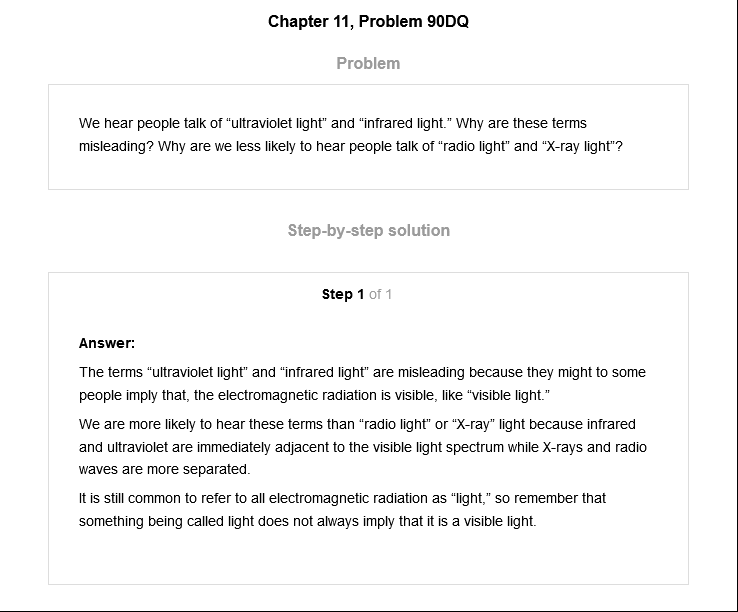 Chapter 11, Problem 90DQ
Problem
We hear people talk of “ultraviolet light” and “infrared light.” Why are these terms
misleading? Why are we less likely to hear people talk of “radio light” and “X-ray light”?
Step-by-step solution
Step 1 of 1
Answer:
The terms “ultraviolet light” and “infrared light” are misleading because they might to some
people imply that, the electromagnetic radiation is visible, like “visible light.”
We are more likely to hear these terms than “radio light” or “X-ray” light because infrared
and ultraviolet are immediately adjacent to the visible light spectrum while X-rays and radio
waves are more separated.
It is still common to refer to all electromagnetic radiation as “light,” so remember that
something being called light does not always imply that it is a visible light.